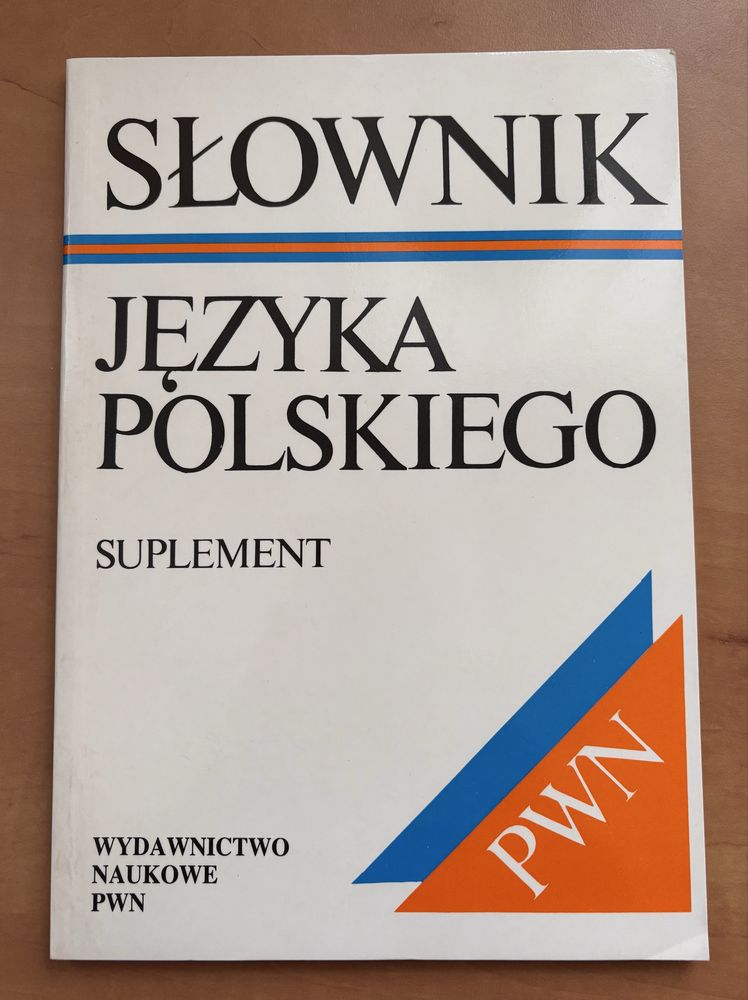 SŁOWNIK
JĘZYKA
POLSKIEGO
SUPLEMENT
PWN
WYDAWNICTWO
NAUKOWE
PWN